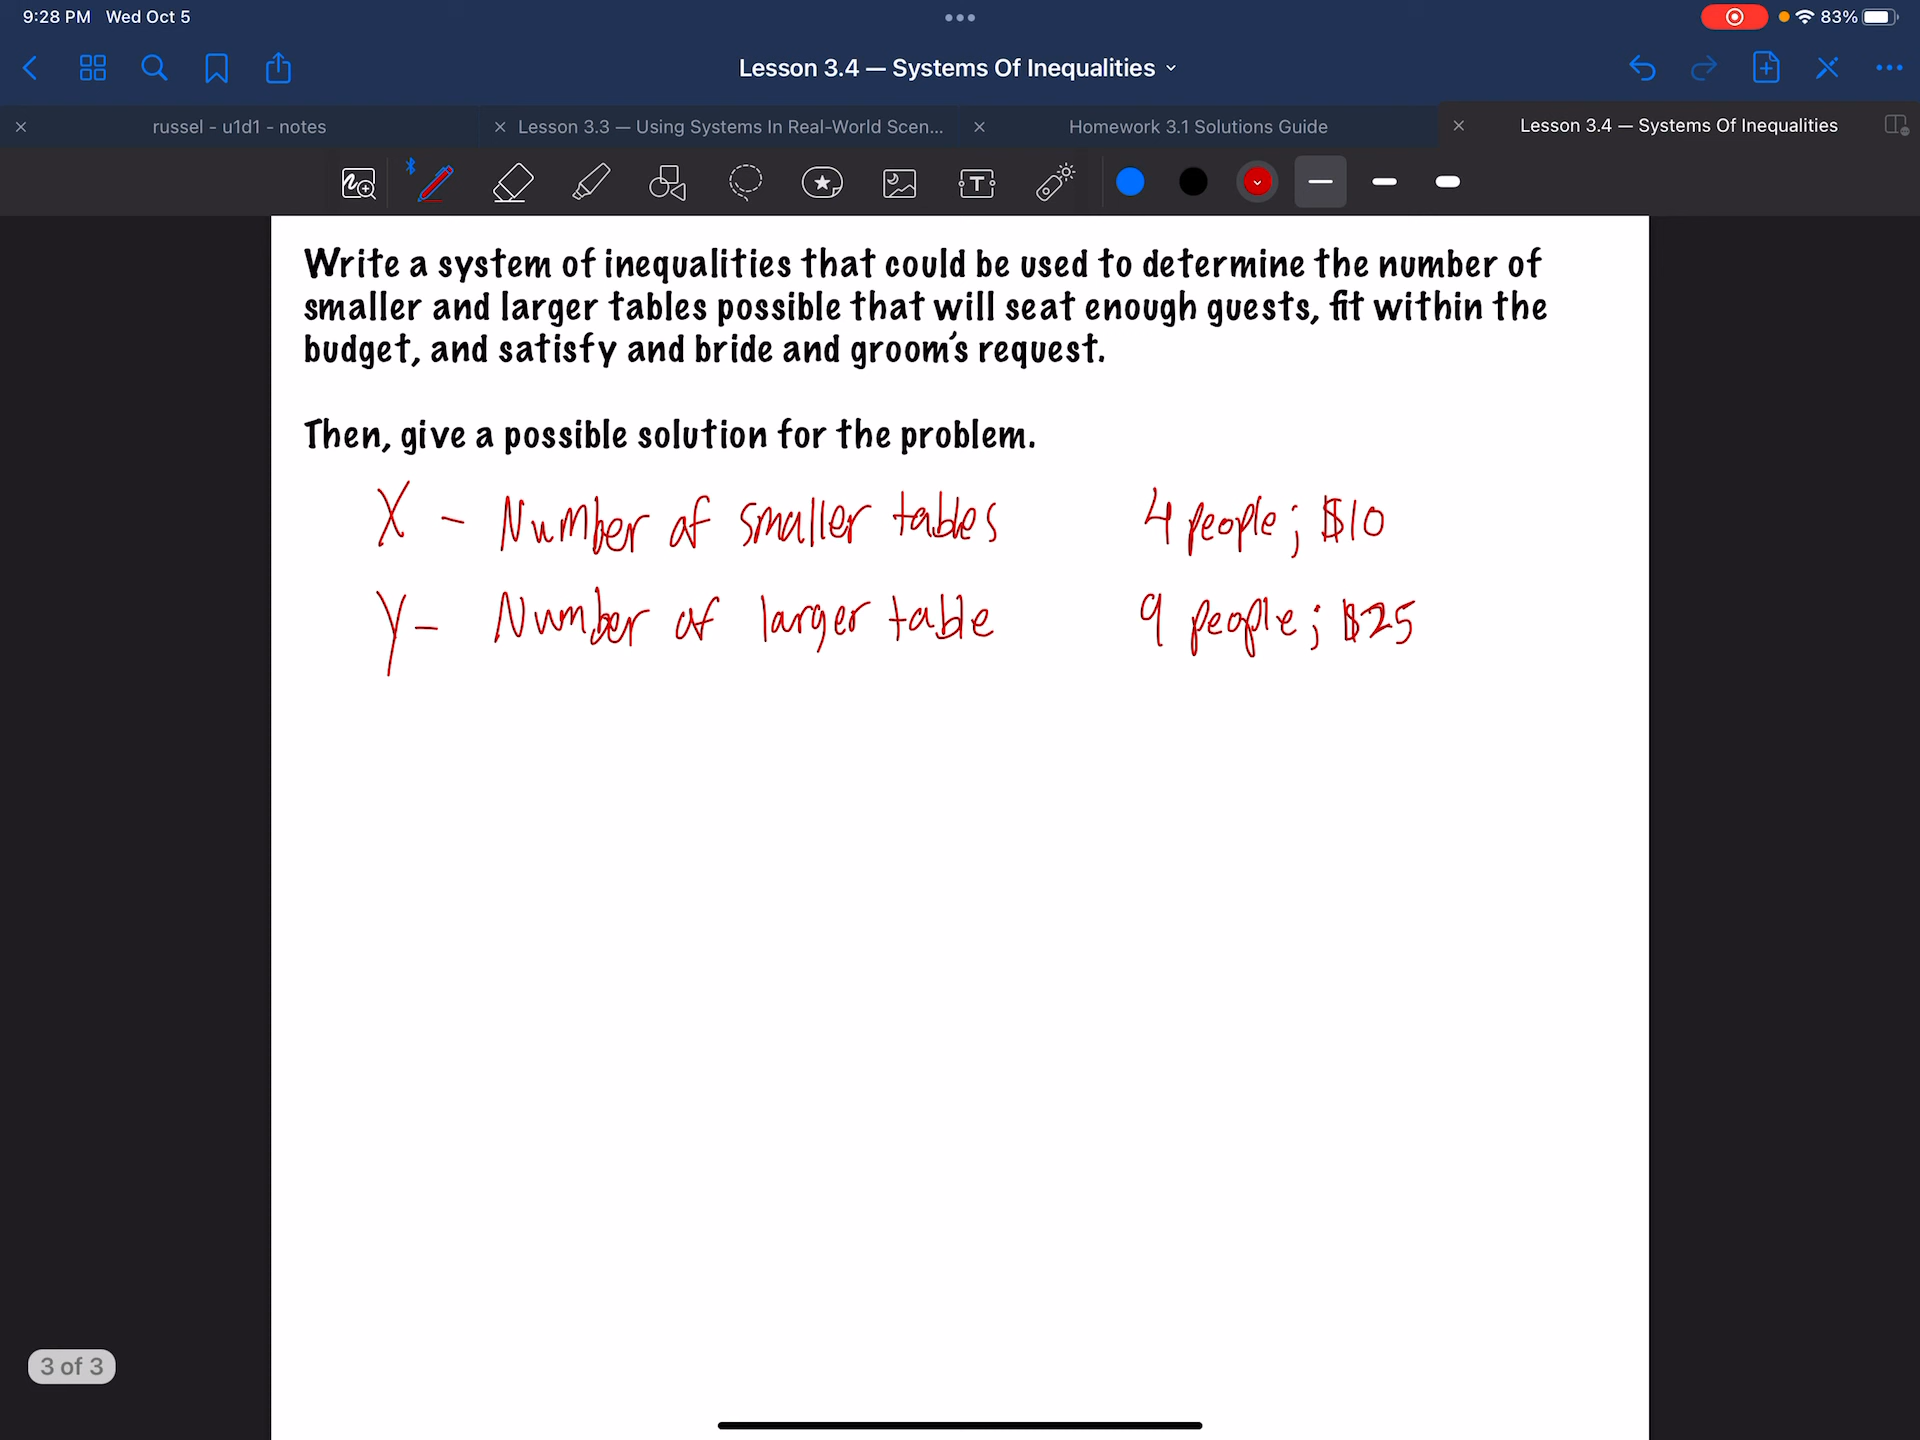 9:28 PM Wed Oct 5
83%
Lesson 3.4 — Systems Of Inequalities
russel - u1d1 - notes
Lesson 3.3 — Using Systems In Real-World Scen...
Homework 3.1 Solutions Guide
Lesson 3.4 — Systems Of Inequalities
Write a system of inequalities that could be used to determine the number of
smaller and larger tables possible that will seat enough guests, fit within the
budget, and satisfy and bride and groom's request.
Then, give a possible solution for the problem.
X - Number of smaller tables 4 people; $10
Y - Number of larger table 9 people; $25
3 of 3